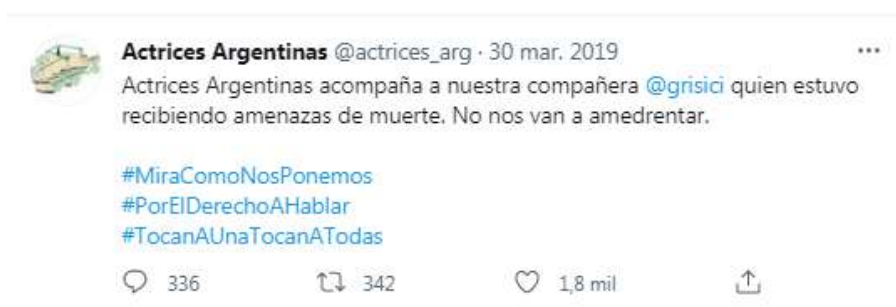 Actrices Argentinas @actrices_arg · 30 mar. 2019
Actrices Argentinas acompaña a nuestra compañera @grisici quien estuvo
recibiendo amenazas de muerte. No nos van a amedrentar.
#MiraComoNosPonemos
#PorElDerechoAHablar
#TocanAUnaTocanATodas
336 342 1,8 mil